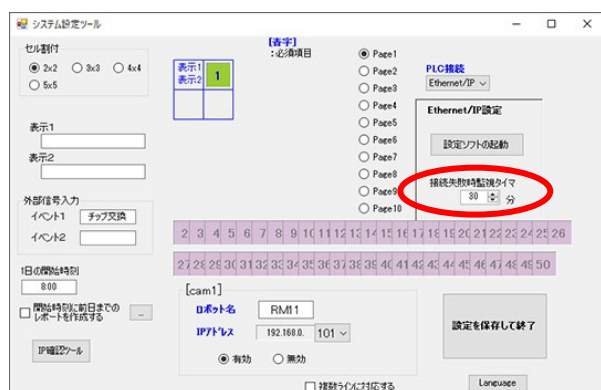 システム設定ツール
セル割付
2x2
3x3
4x4
5x5
表示1
表示2
1
[青字]
:必須項目
Page1
Page2
Page3
Page4
Page5
Page6
Page7
Page8
Page9
Page10
PLC接続
Ethernet/IP
Ethernet/IP設定
設定ソフトの起動
接続失敗時監視タイマ
30 分
表示1
表示2
外部信号入力
イベント1 チップ交換
イベント2
2 3 4 5 6 7 8 9 10 11 12 13 14 15 16 17 18 19 20 21 22 23 24 25 26
27 28 29 30 31 32 33 34 35 36 37 38 39 40 41 42 43 44 45 46 47 48 49 50
1日の開始時刻
8:00
開始時刻に前日までの
レポートを作成する
...
IP確認ツール
[cam1]
ロボット名 RM11
IPアドレス 192.168.0. 101
有効 無効
複数ラインに対応する
設定を保存して終了
Language